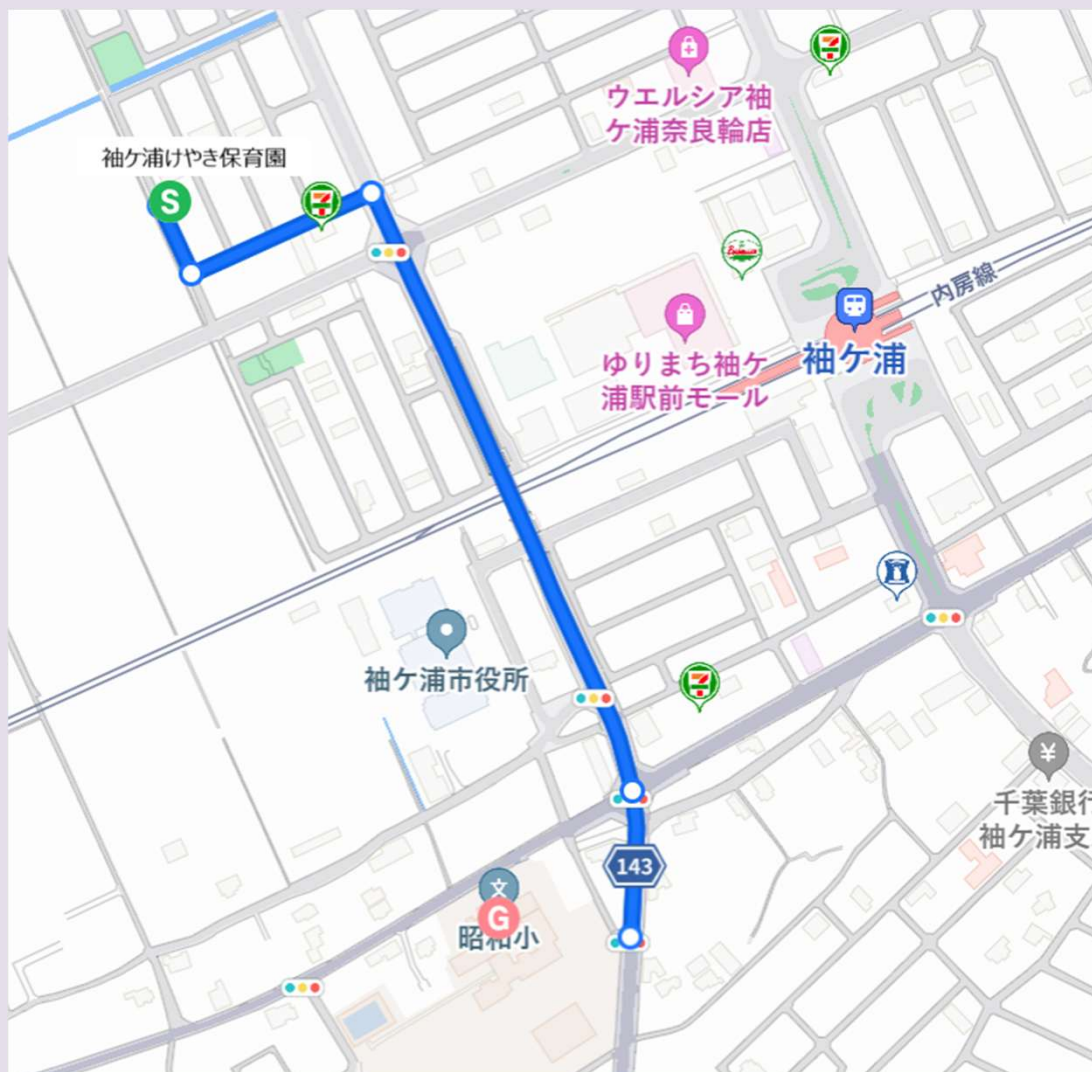 ウエルシア袖
ケ浦奈良輪店
袖ケ浦けやき保育園
S
内房線
ゆりまち袖ケ
浦駅前モール
袖ケ浦
袖ケ浦市役所
千葉銀行
袖ケ浦支
143
文
G
昭和小
¥